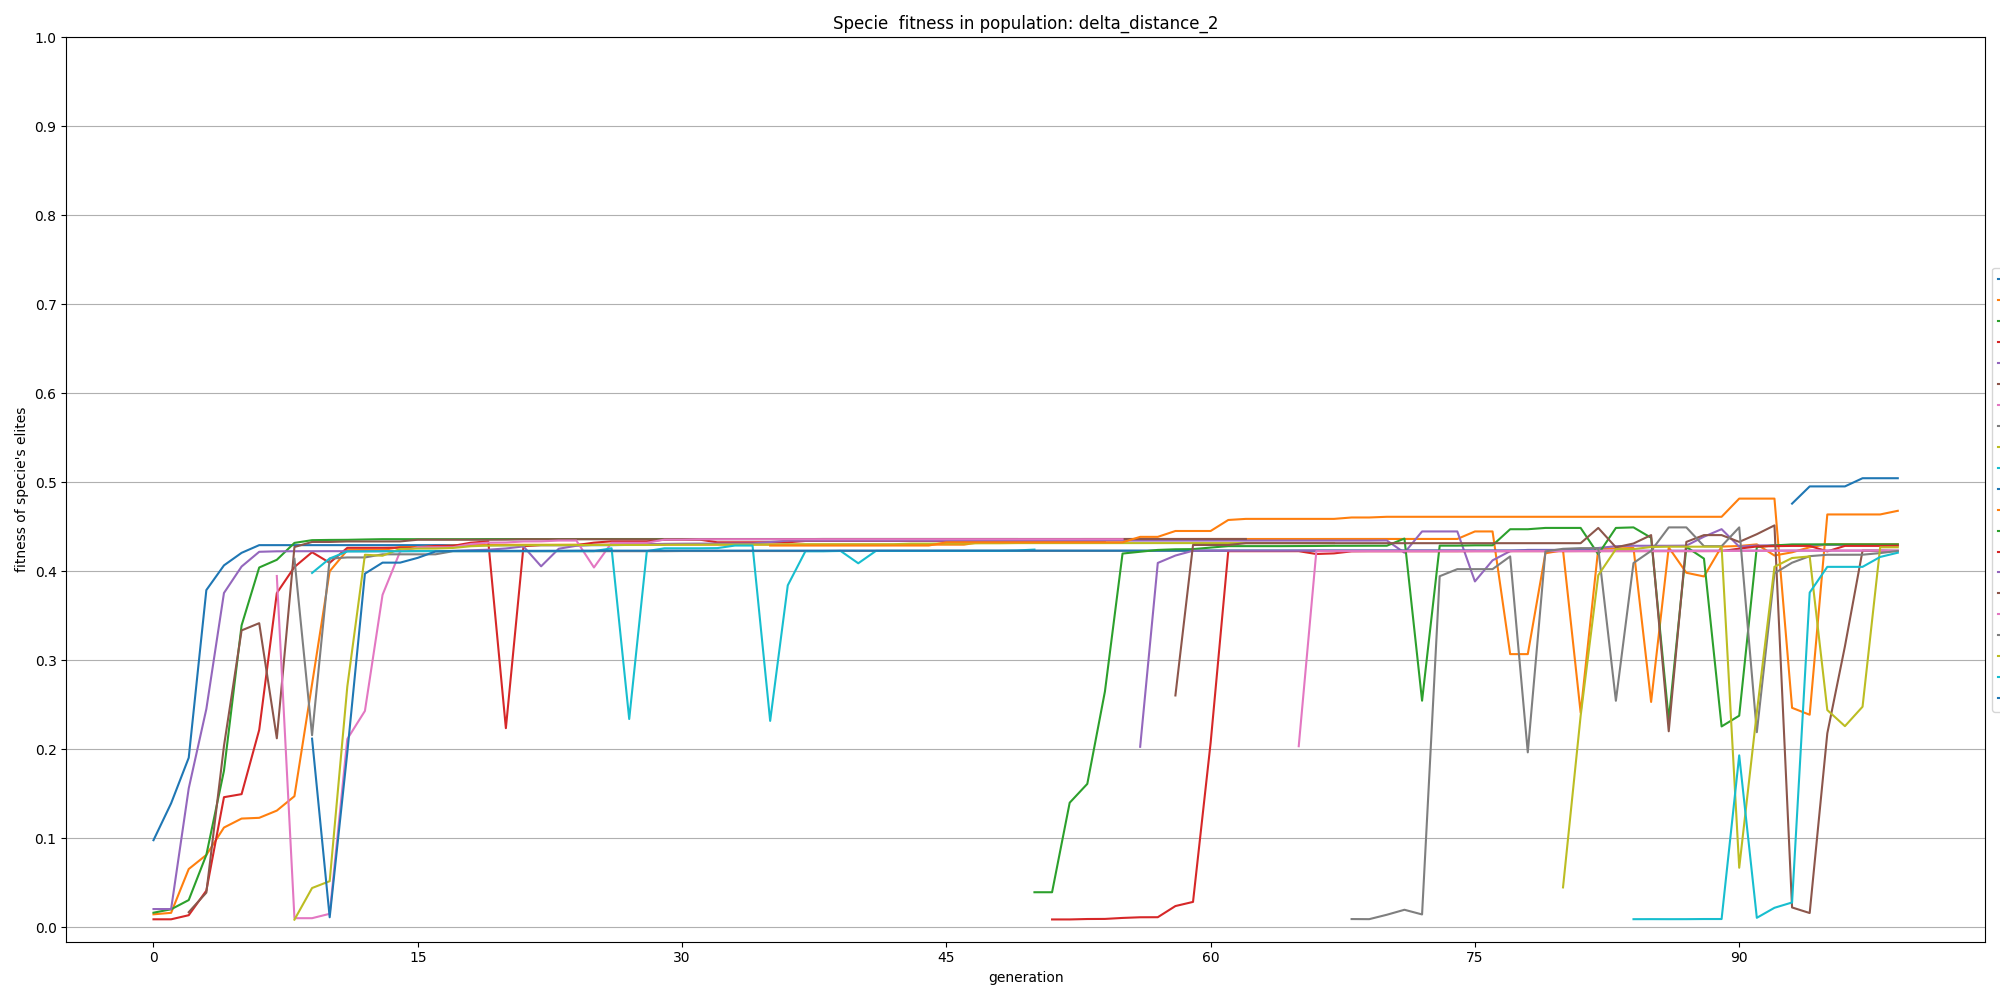 Specie  fitness in population: delta_distance_2
1.0
0.9
0.8
0.7
0.6
0.5
0.4
0.3
0.2
0.1
0.0
fitness of specie's elites
0 15 30 45 60 75 90
generation